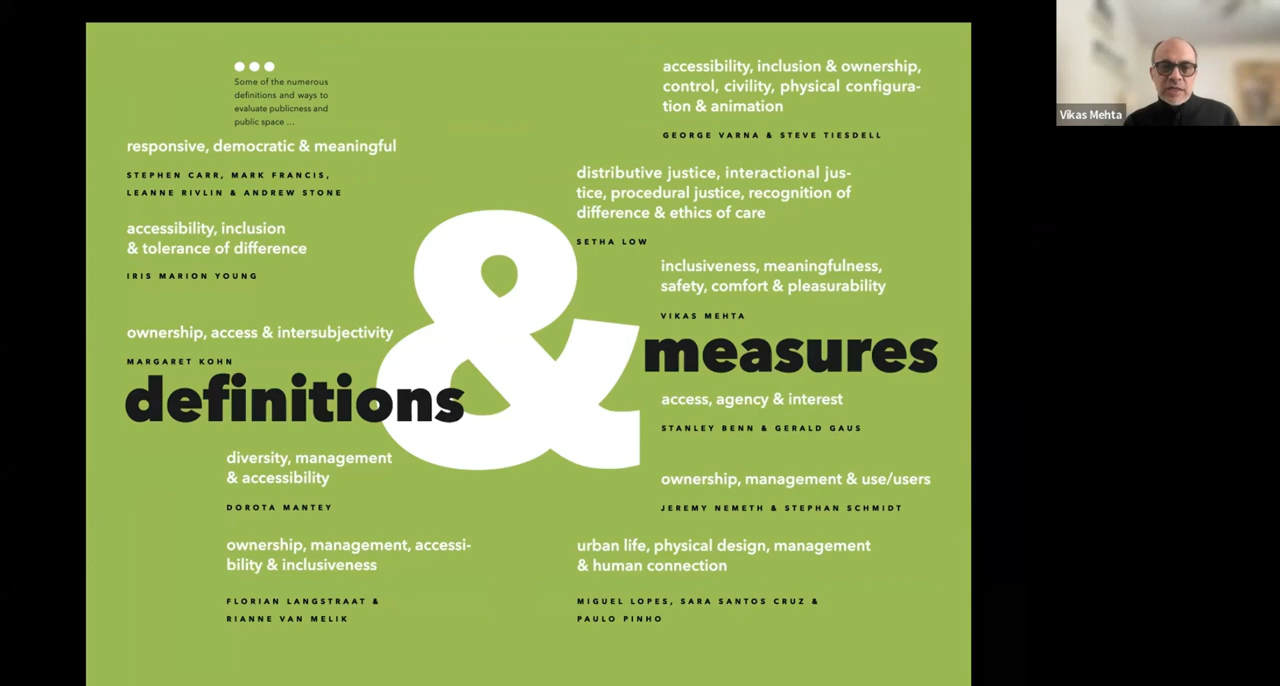 Some of the numerous
definitions and ways to
evaluate publicness and
public space ...
responsive, democratic & meaningful
STEPHEN CARR, MARK FRANCIS,
LEANNE RIVLIN & ANDREW STONE
accessibility, inclusion
& tolerance of difference
IRIS MARION YOUNG
ownership, access & intersubjectivity
MARGARET KOHN
definitions
&
measures
diversity, management
& accessibility
DOROTA MANTEY
ownership, management, accessi-
bility & inclusiveness
FLORIAN LANGSTRAAT &
RIANNE VAN MELIK
accessibility, inclusion & ownership,
control, civility, physical configura-
tion & animation
GEORGE VARNA & STEVE TIESDELL
distributive justice, interactional jus-
tice, procedural justice, recognition of
difference & ethics of care
SETHA LOW
inclusiveness, meaningfulness,
safety, comfort & pleasurability
VIKAS MEHTA
access, agency & interest
STANLEY BENN & GERALD GAUS
ownership, management & use/users
JEREMY NEMETH & STEPHAN SCHMIDT
urban life, physical design, management
& human connection
MIGUEL LOPES, SARA SANTOS CRUZ &
PAULO PINHO
Vikas Mehta